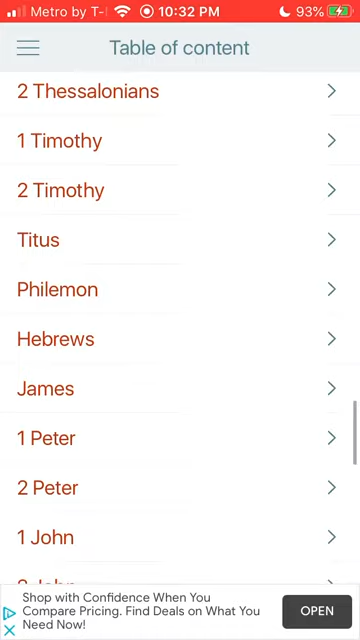 Metro by T- 10:32 PM 93%
Table of content
2 Thessalonians
1 Timothy
2 Timothy
Titus
Philemon
Hebrews
James
1 Peter
2 Peter
1 John
2 John
Shop with Confidence When You
Compare Pricing. Find Deals on What You
Need Now!
OPEN